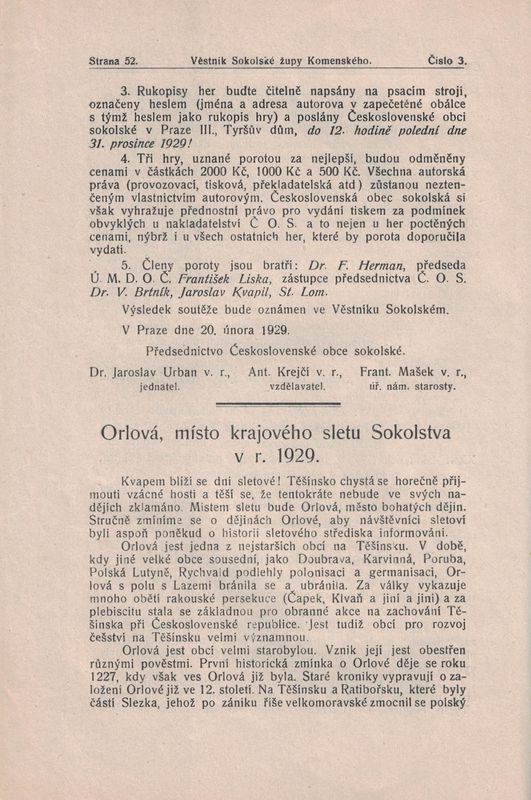 Strana 52. Věstník Sokolské župy Komenského. Číslo 3.
3. Rukopisy her buďte čitelně napsány na psacím stroji,
označeny heslem (jména a adresa autorova v zapečetěné obálce
s týmž heslem jako rukopis hry) a poslány Československé obci
sokolské v Praze III., Tyršův dům, do 12. hodině polední dne
31. prosince 1929!
4. Tři hry, uznané porotou za nejlepší, budou odměněny
cenami v částkách 2000 Kč, 1000 Kč a 500 Kč. Všechna autorská
práva (provozovací, tisková, překladatelská atd ) zůstanou nezten-
čeným vlastnictvím autorovým. Československá obec sokolská si
však vyhražuje přednostní právo pro vydání tiskem za podmínek
obvyklých u nakladatelství Č O. S. a to nejen u her poctěných
cenami, nýbrž i u všech ostatních her, které by porota doporučila
vydati.
5. Členy poroty jsou bratři: Dr. F. Herman, předseda
Ú. M. D. O. Č. František Liska, zástupce předsednictva Č. O. S.
Dr. V. Brtník, Jaroslav Kvapil, St. Lom.
Výsledek soutěže bude oznámen ve Věstníku Sokolském.
V Praze dne 20. února 1929.
Předsednictvo Československé obce sokolské.
Dr. Jaroslav Urban v. r., Ant. Krejčí v. r., Frant. Mašek v. r.,
jednatel. vzdělavatel. úř. nám. starosty.
Orlová, místo krajového sletu Sokolstva
v r. 1929.
Kvapem blíží se dni sletové! Těšínsko chystá se horečně přij-
mouti vzácné hosti a těší se, že tentokráte nebude ve svých na-
dějích zklamáno. Místem sletu bude Orlová, město bohatých dějin.
Stručně zmíníme se o dějinách Orlové, aby návštěvníci sletoví
byli aspoň poněkud o historii sletového střediska informováni.
Orlová jest jedna z nejstarších obcí na Těšínsku. V době,
kdy jiné velké obce sousední, jako Doubrava, Karvinná, Poruba,
Polská Lutyně, Rychvald podlehly polonisaci a germanisaci, Or-
lová s polu s Lazemi bránila se a ubránila. Za války vykazuje
mnoho obětí rakouské persekuce (Čapek, Klvaň a jiní a jiní) a za
plebiscitu stala se základnou pro obranné akce na zachování Tě-
šínska při Československé republice. Jest tudíž obcí pro rozvoj
češství na Těšínsku velmi významnou.
Orlová jest obcí velmi starobylou. Vznik její jest obestřen
různými pověstmi. První historická zmínka o Orlové děje se roku
1227, kdy však ves Orlová již byla. Staré kroniky vypravují o za-
ložení Orlové již ve 12. století. Na Těšínsku a Ratibořsku, které byly
částí Slezka, jehož po zániku říše velkomoravské zmocnil se polský